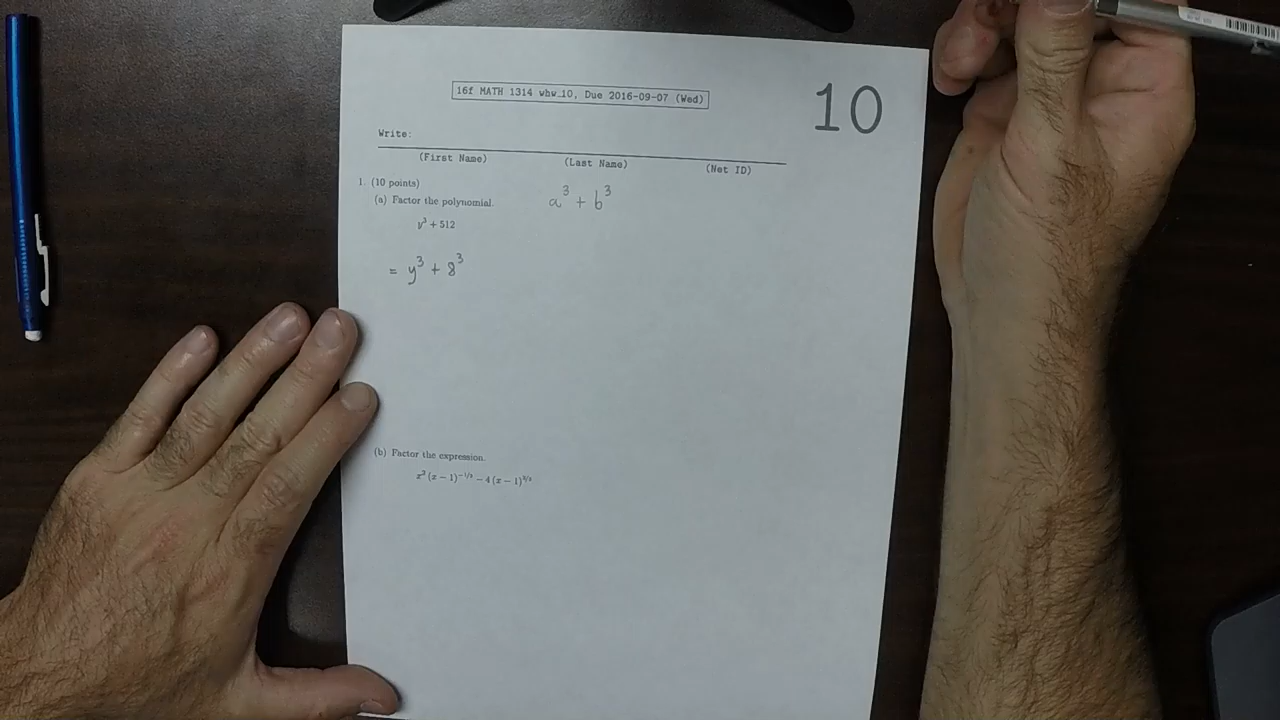 16f MATH 1314 wbw_10, Due 2016-09-07 (Wed)
10
Write:
(First Name) (Last Name) (Net ID)
1. (10 points)
(a) Factor the polynomial. a³ + b³
y³ + 512
= y³ + 8³
(b) Factor the expression.